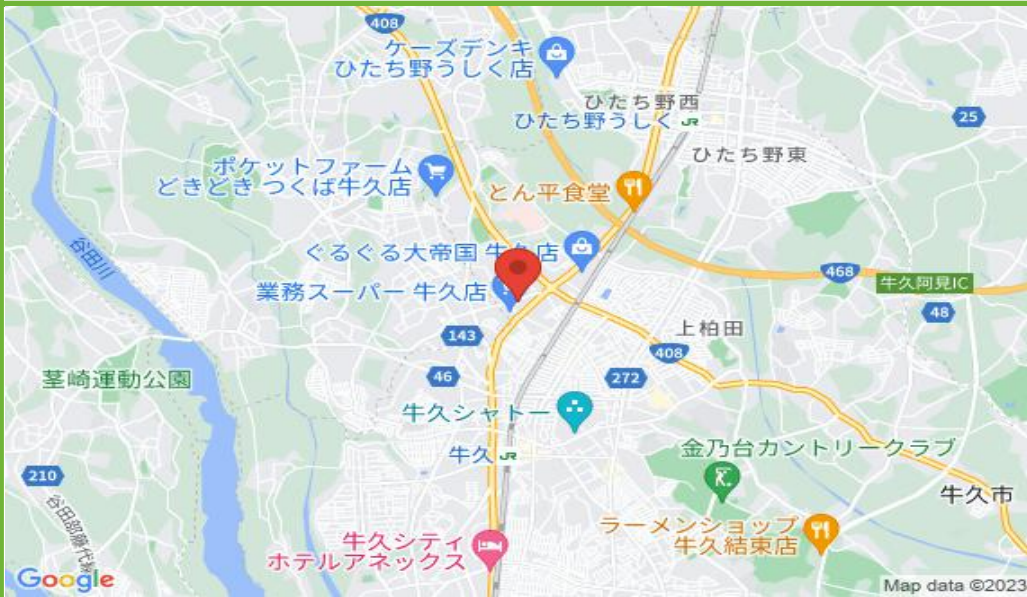 408
ケーズデンキ
ひたち野うしく店
ひたち野西
ひたち野うしく JR
25
ひたち野東
ポケットファーム
どきどき つくば牛久店
とん平食堂
谷田川
ぐるぐる大帝国 牛久店
468
牛久阿見IC
業務スーパー 牛久店
48
143
上柏田
408
46
272
茎崎運動公園
牛久シャトー
牛久 JR
金乃台カントリークラブ
210
牛久市
谷田部藤代線
ラーメンショップ
牛久結束店
牛久シティ
ホテルアネックス
Google
Map data ©2023